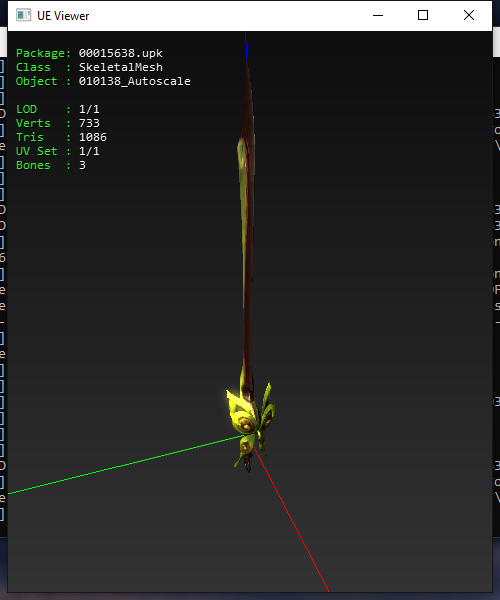 UE Viewer
Package: 00015638.upk
Class  : SkeletalMesh
Object : 010138_Autoscale
LOD    : 1/1
Verts  : 733
Tris   : 1086
UV Set : 1/1
Bones  : 3